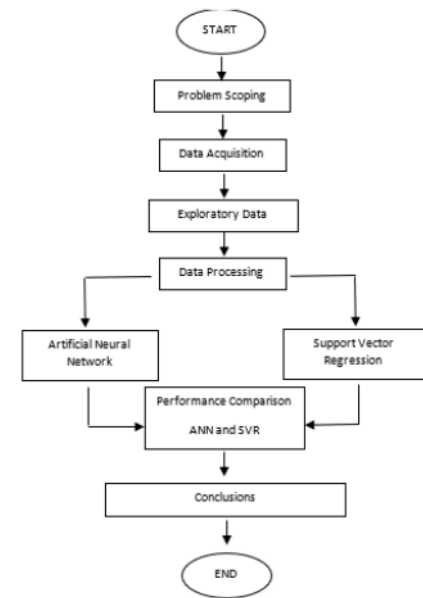 START
Problem Scoping
Data Acquisition
Exploratory Data
Data Processing
Artificial Neural
Network
Support Vector
Regression
Performance Comparison
ANN and SVR
Conclusions
END